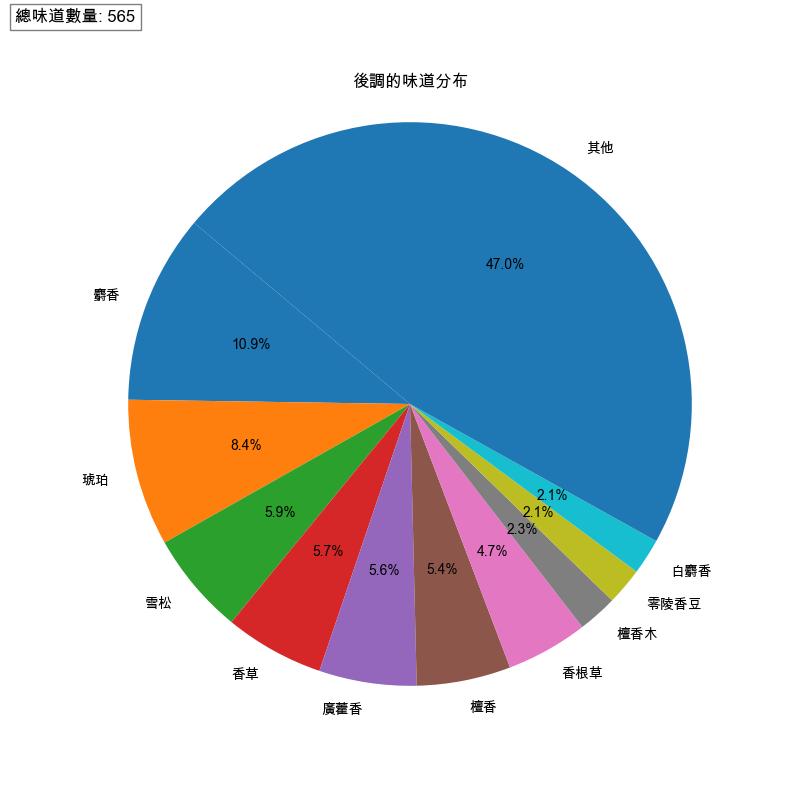 總味道數量: 565
後調的味道分布
其他
47.0%
麝香
10.9%
琥珀
8.4%
雪松
5.9%
香草
5.7%
廣藿香
5.6%
檀香
5.4%
香根草
4.7%
檀香木
2.3%
零陵香豆
2.1%
白麝香
2.1%